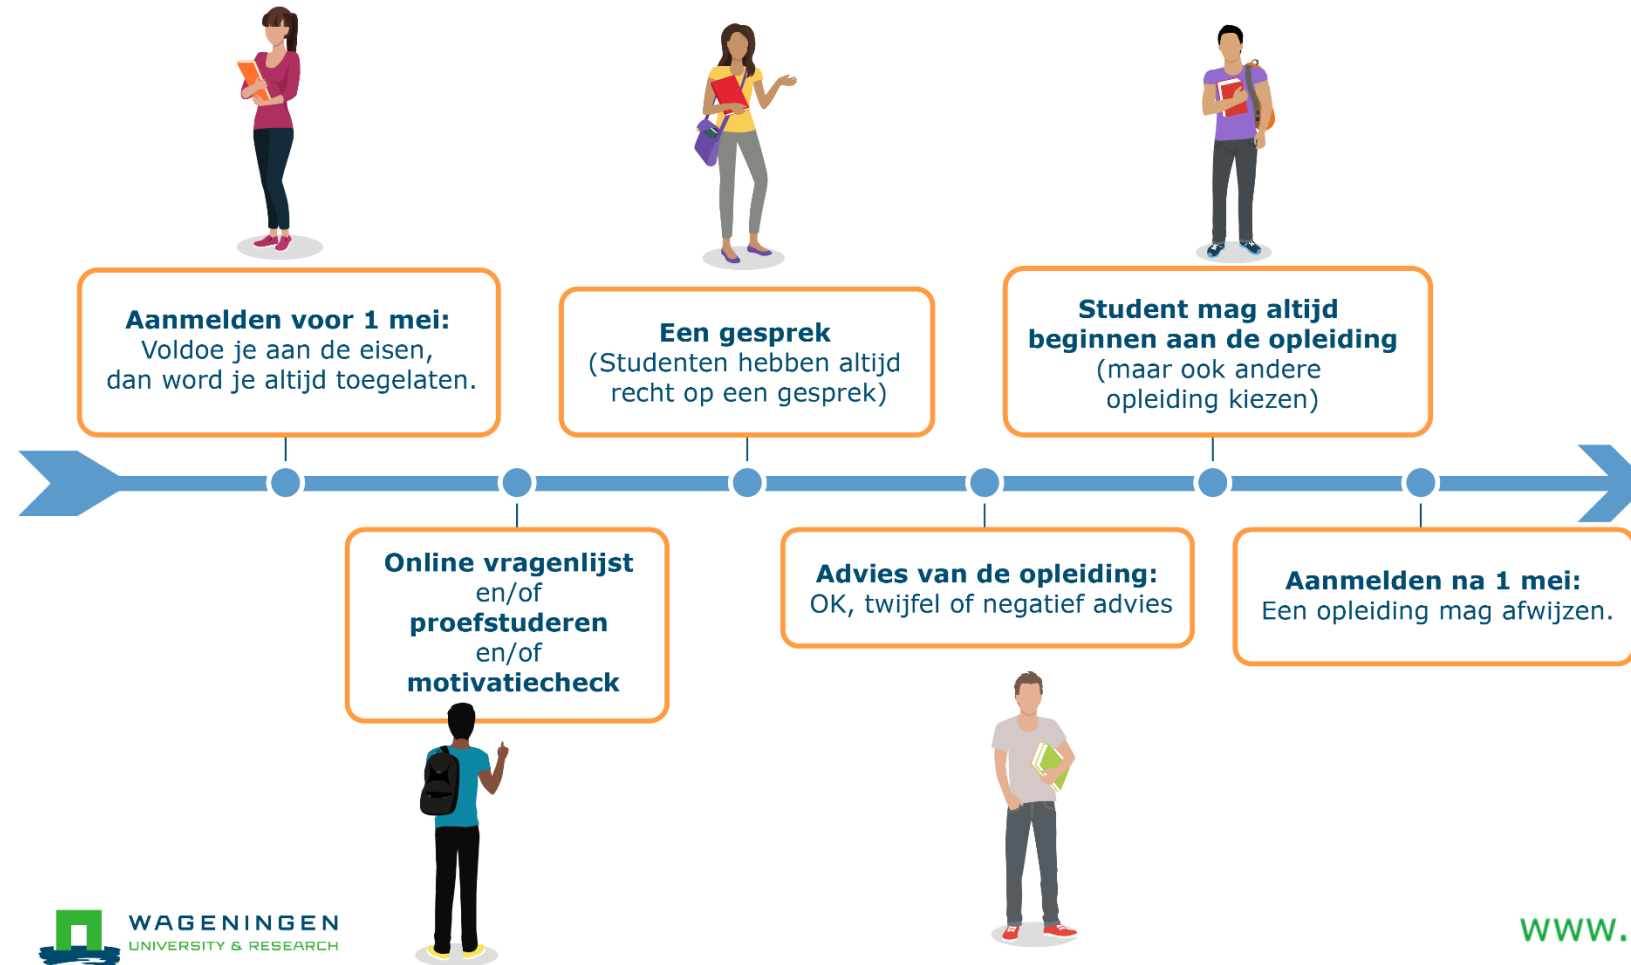 Aanmelden voor 1 mei:
Voldoe je aan de eisen,
dan word je altijd toegelaten.
Online vragenlijst
en/of
proefstuderen
en/of
motivatiecheck
Een gesprek
(Studenten hebben altijd
recht op een gesprek)
Advies van de opleiding:
OK, twijfel of negatief advies
Student mag altijd
beginnen aan de opleiding
(maar ook andere
opleiding kiezen)
Aanmelden na 1 mei:
Een opleiding mag afwijzen.
WAGENINGEN
UNIVERSITY & RESEARCH
www.